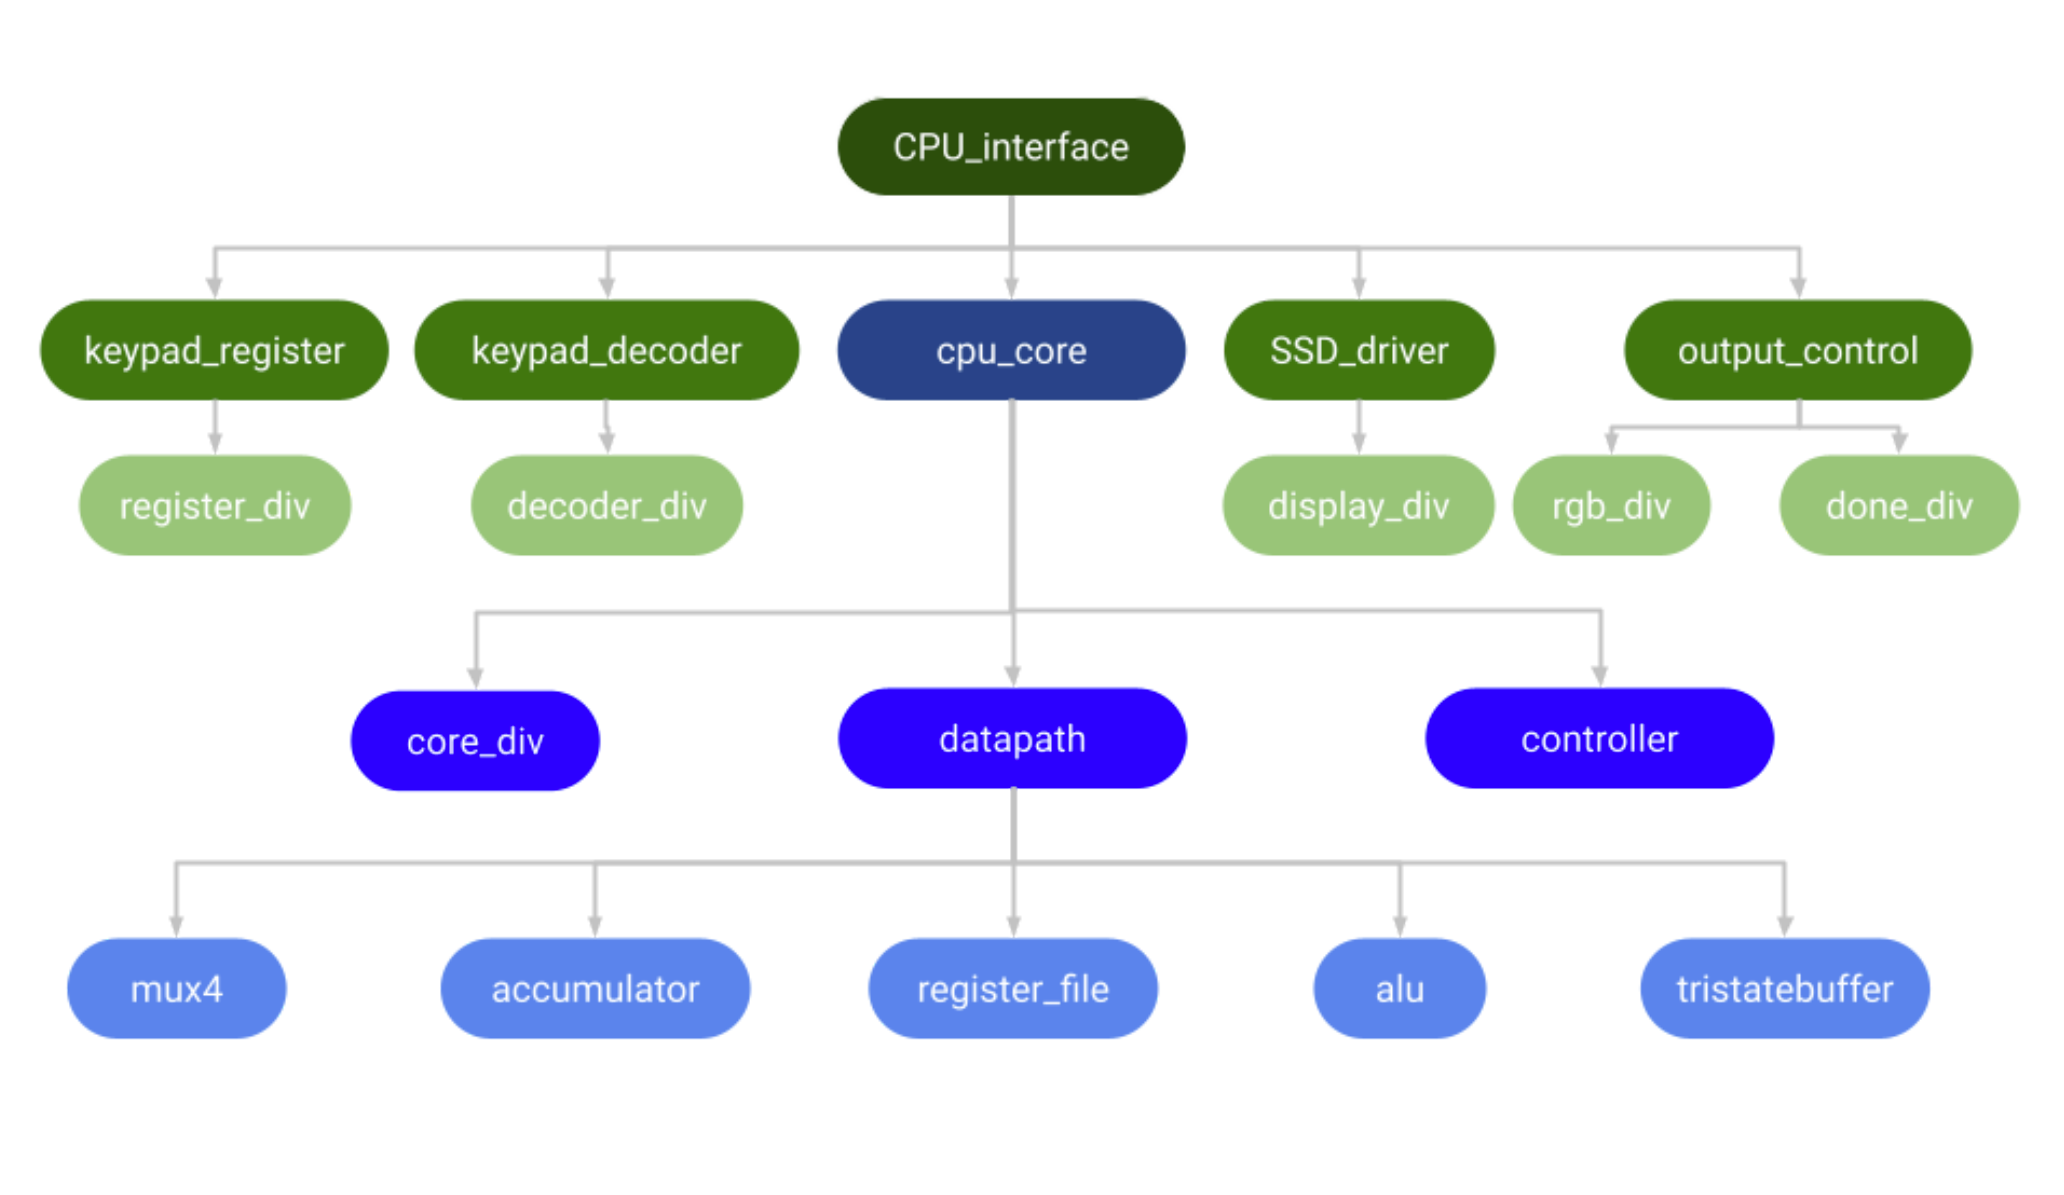 CPU_interface
keypad_register
keypad_decoder
cpu_core
SSD_driver
output_control
register_div
decoder_div
display_div
rgb_div
done_div
core_div
datapath
controller
mux4
accumulator
register_file
alu
tristatebuffer